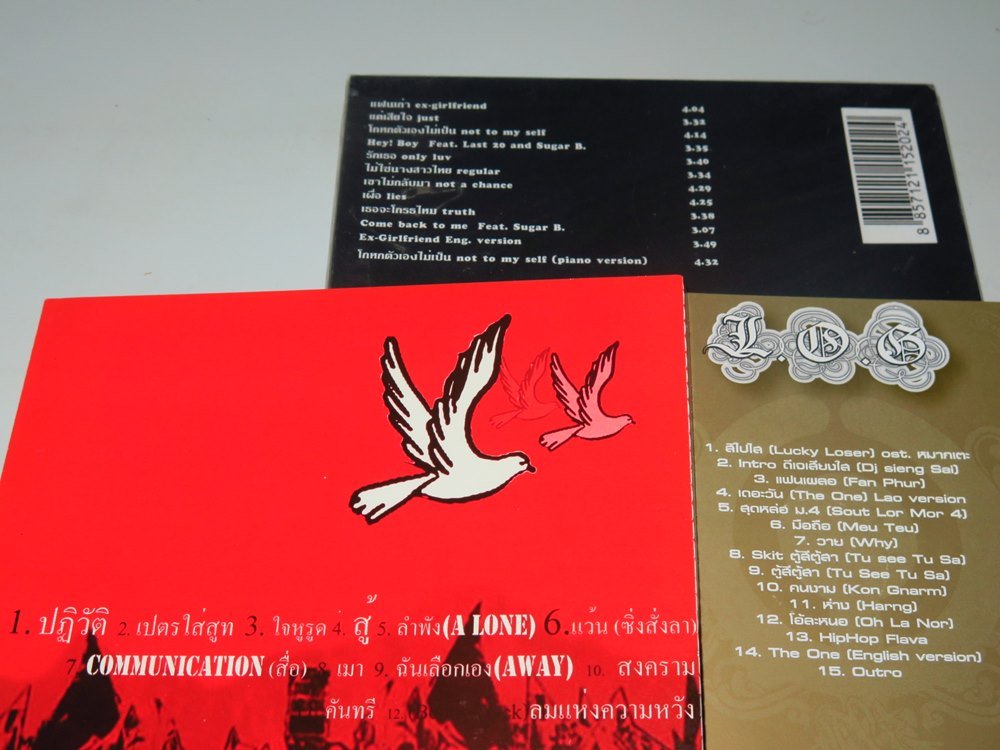 แฟนเก่า ex-girlfriend 4.04
แค่เสียใจ just 3.32
โกหกตัวเองไม่เป็น not to my self 4.14
Hey! Boy Feat. Last 20 and Sugar B. 3.35
รักเธอ only luv 3.40
ไม่ใช่นางสาวไทย regular 3.34
เขาไม่กลับมา not a chance 4.29
เผื่อ lies 4.25
เธอจะโกรธไหม truth 3.38
Come back to me Feat. Sugar B. 3.07
Ex-Girlfriend Eng. version 3.49
โกหกตัวเองไม่เป็น not to my self (piano version) 4.32
8 857121 152024
L.O.G
1. สีไปใส (Lucky Loser) ost. หมากเตะ
2. Intro ดีเจเสียงใส (Dj sieng Sai)
3. แฟนเผลอ (Fan Phur)
4. เดอะวัน (The One) Lao version
5. สุดหล่อ ม.4 (Sout Lor Mor 4)
6. มือถือ (Meu Teu)
7. วาย (Why)
8. Skit ตู้สีตู้สา (Tu see Tu Sa)
9. ตู้สีตู้สา (Tu See Tu Sa)
10. คนงาม (Kon Gnarm)
11. ห่าง (Harng)
12. โอ้ละหนอ (Oh La Nor)
13. HipHop Flava
14. The One (English version)
15. Outro
1. ปฏิวัติ 2. เปตรใส่สูท 3. ใจหูรูด 4. สู้ 5. ลำพัง(A LONE) 6. แว้น (ซิ่งสั่งลา)
7. COMMUNICATION (สื่อ) 8. เมา 9. ฉันเลือกเอง(AWAY) 10. สงคราม
คันทรี 12. ลมแห่งความหวัง